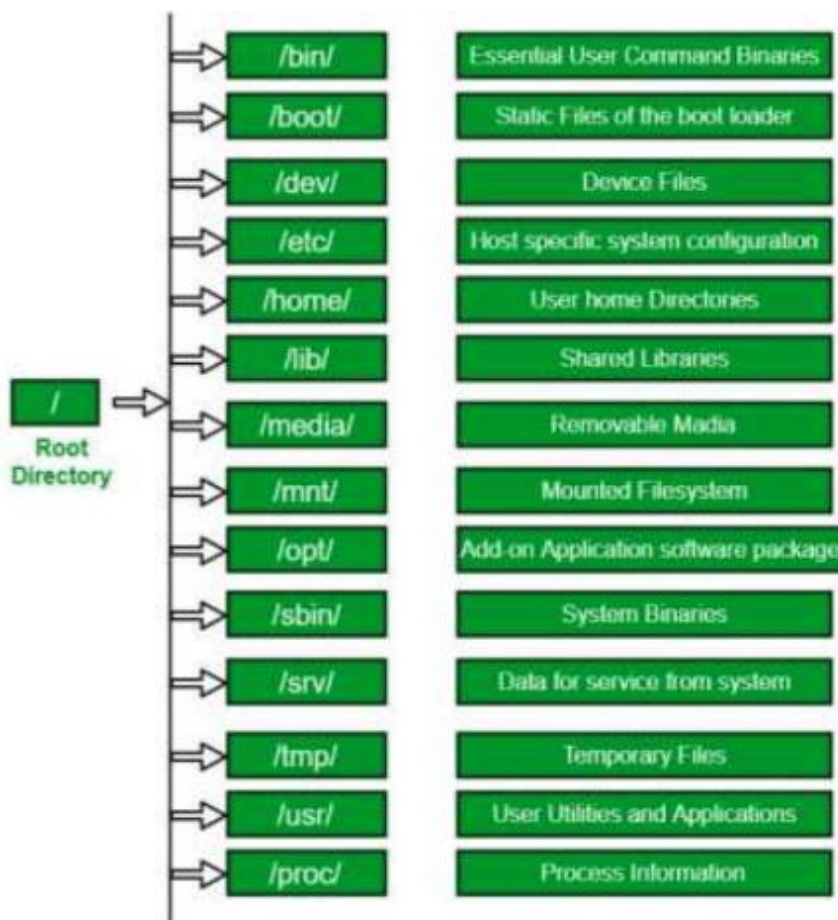 /bin/ Essential User Command Binaries
/boot/ Static Files of the boot loader
/dev/ Device Files
/etc/ Host specific system configuration
/home/ User home Directories
/lib/ Shared Libraries
/
Root
Directory
/media/ Removable Madia
/mnt/ Mounted Filesystem
/opt/ Add-on Application software package
/sbin/ System Binaries
/srv/ Data for service from system
/tmp/ Temporary Files
/usr/ User Utilities and Applications
/proc/ Process Information